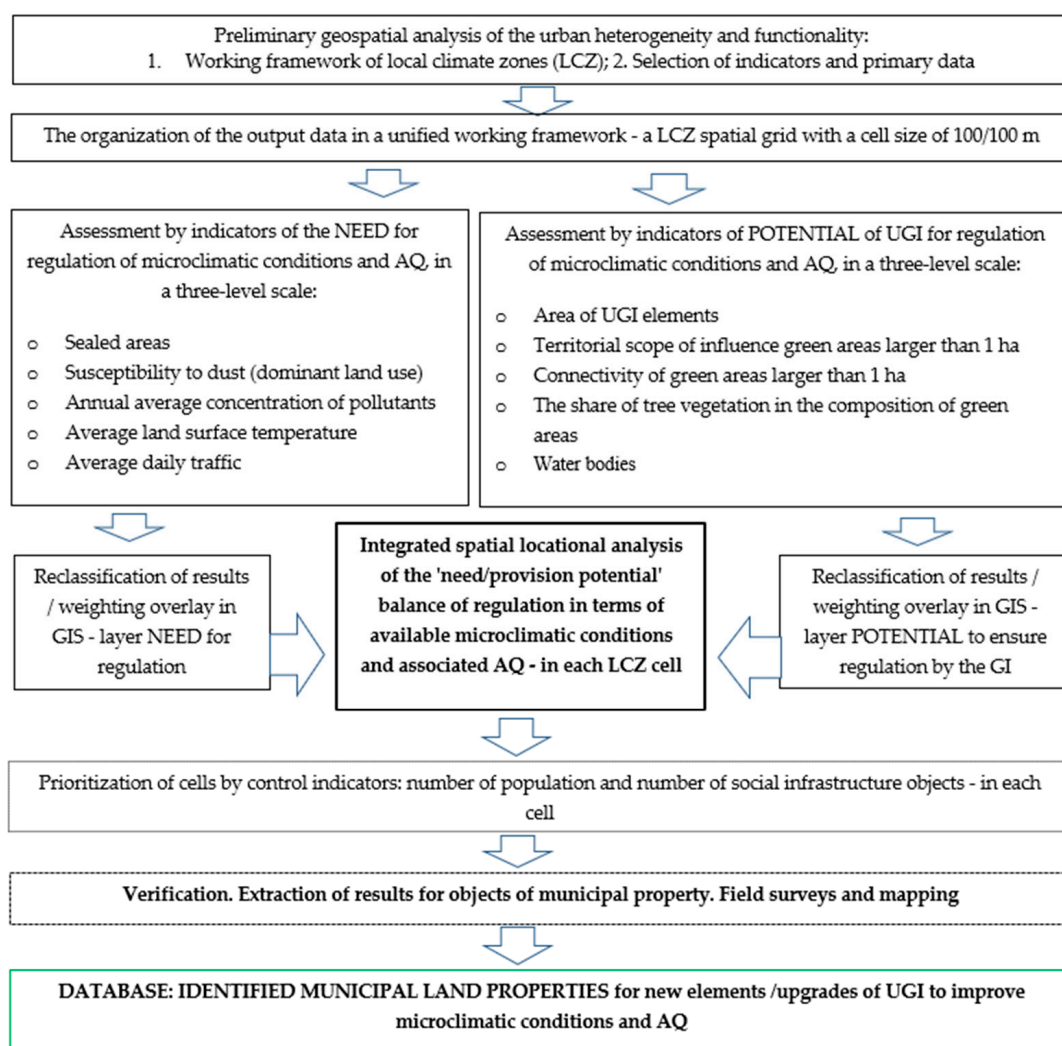 Preliminary geospatial analysis of the urban heterogeneity and functionality:
1. Working framework of local climate zones (LCZ); 2. Selection of indicators and primary data
The organization of the output data in a unified working framework - a LCZ spatial grid with a cell size of 100/100 m
Assessment by indicators of the NEED for
regulation of microclimatic conditions and AQ, in
a three-level scale:
o Sealed areas
o Susceptibility to dust (dominant land use)
o Annual average concentration of pollutants
o Average land surface temperature
o Average daily traffic
Assessment by indicators of POTENTIAL of UGI for regulation
of microclimatic conditions and AQ, in a three-level scale:
o Area of UGI elements
o Territorial scope of influence green areas larger than 1 ha
o Connectivity of green areas larger than 1 ha
o The share of tree vegetation in the composition of green
areas
o Water bodies
Reclassification of results
/ weighting overlay in
GIS - layer NEED for
regulation
Integrated spatial locational analysis
of the 'need/provision potential'
balance of regulation in terms of
available microclimatic conditions
and associated AQ - in each LCZ cell
Reclassification of results /
weighting overlay in GIS -
layer POTENTIAL to ensure
regulation by the GI
Prioritization of cells by control indicators: number of population and number of social infrastructure objects - in each
cell
Verification. Extraction of results for objects of municipal property. Field surveys and mapping
DATABASE: IDENTIFIED MUNICIPAL LAND PROPERTIES for new elements /upgrades of UGI to improve
microclimatic conditions and AQ